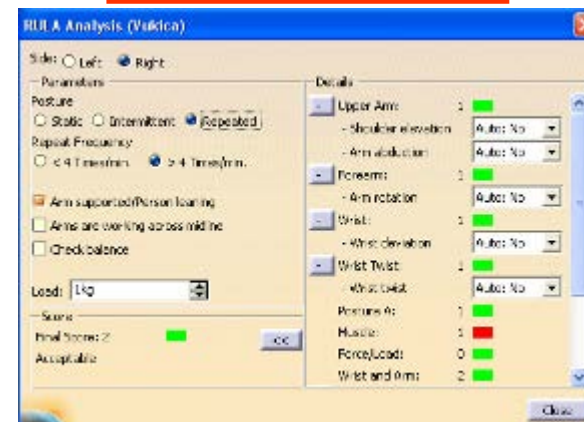 RULA Analysis (Vukica)
Side: Left Right
Parameters
Posture
Static Intermittent Repeated
Repeat Frequency
< 4 Times/min. > 4 Times/min.
Arm supported/Person leaning
Arms are working across midline
Check balance
Load: 1kg
Score
Final Score: 2
<<
Acceptable
Details
- Upper Arm: 1
- Shoulder elevation Auto: No
- Arm abduction Auto: No
- Forearm: 1
- Arm rotation Auto: No
- Wrist: 1
- Wrist deviation Auto: No
- Wrist Twist: 1
- Wrist twist Auto: No
Posture A: 1
Muscle: 1
Force/Load: 0
Wrist and Arm: 2
Close